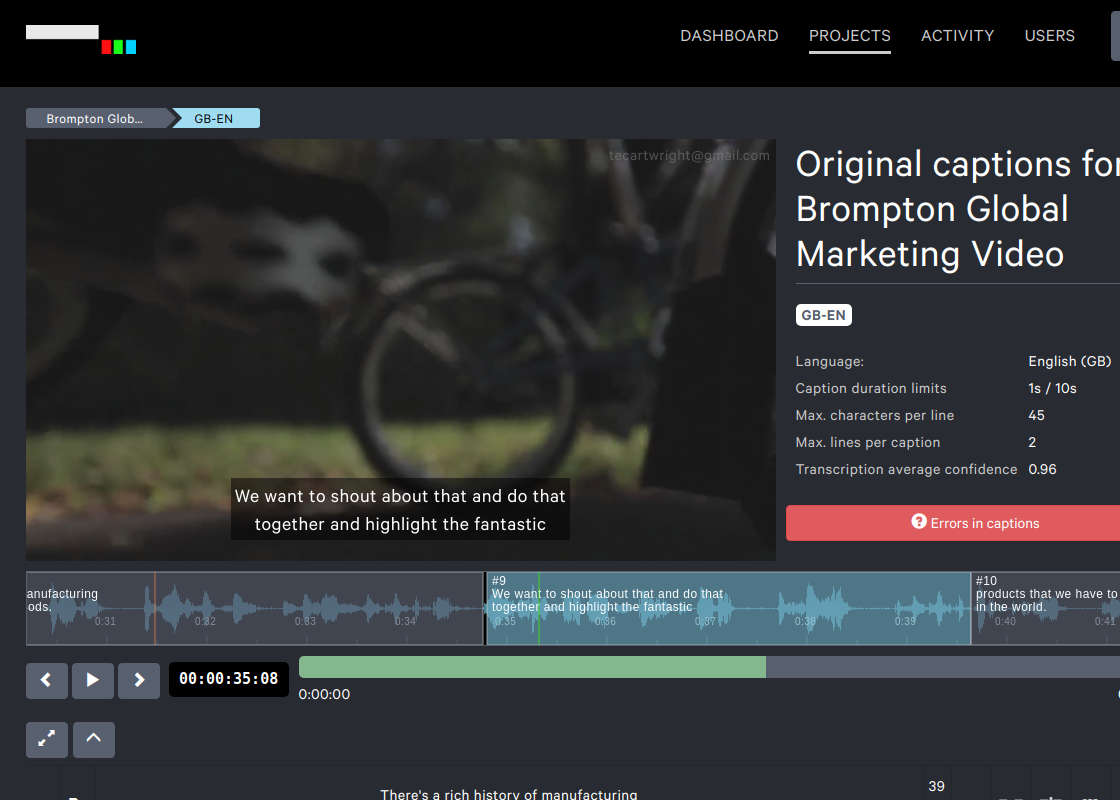 DASHBOARD PROJECTS ACTIVITY USERS
Brompton Glob... GB-EN
tecartwright@gmail.com
We want to shout about that and do that
together and highlight the fantastic
Original captions for
Brompton Global
Marketing Video
GB-EN
Language: English (GB)
Caption duration limits 1s / 10s
Max. characters per line 45
Max. lines per caption 2
Transcription average confidence 0.96
Errors in captions
#9 #10
anufacturing We want to shout about that and do that products that we have to
ods. together and highlight the fantastic in the world.
0:31 0:32 0:33 0:34 0:35 0:36 0:37 0:38 0:39 0:40 0:41
00:00:35:08
0:00:00
39
There's a rich history of manufacturing